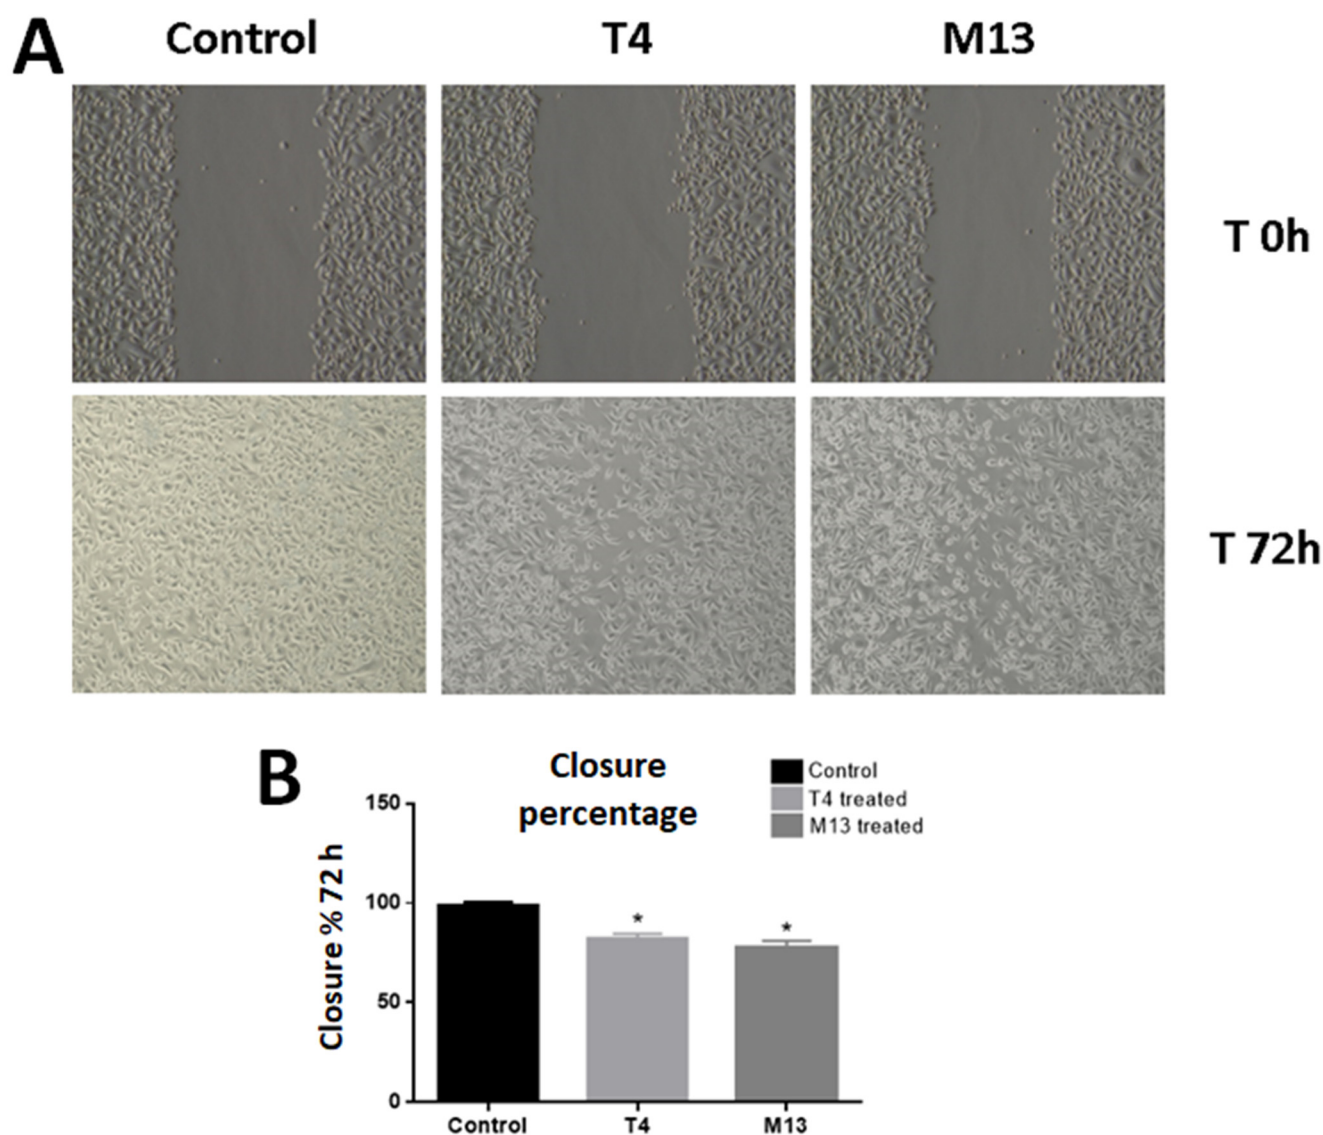 A
Control
T4
M13
T 0h
T 72h
B
Closure
percentage
Control
T4 treated
M13 treated
Closure % 72 h
150
100
50
0
*
*
Control
T4
M13